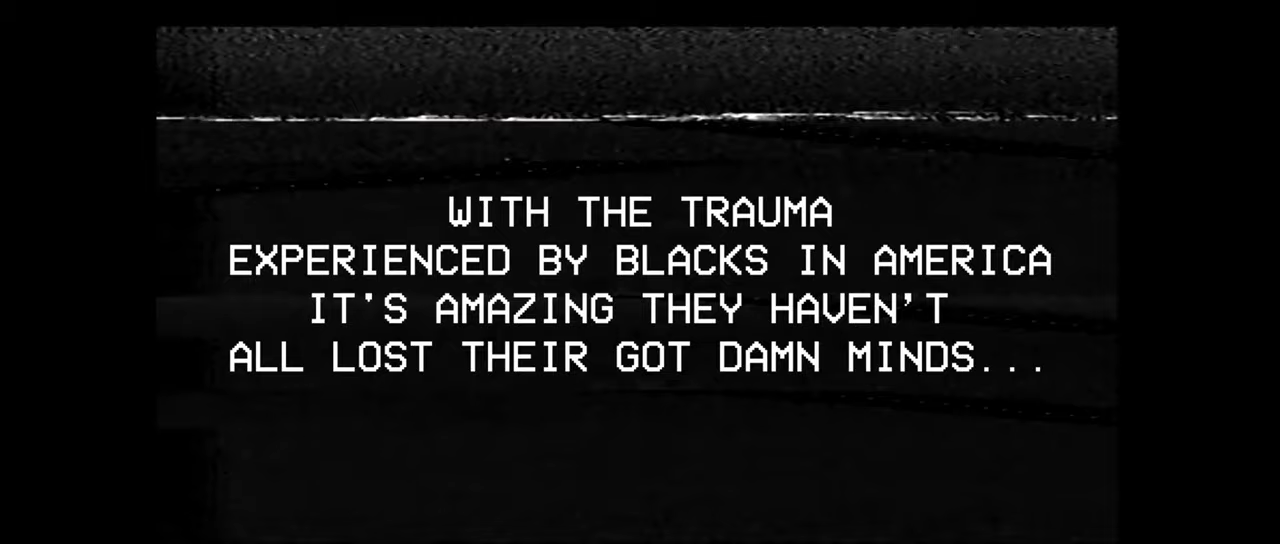 WITH THE TRAUMA
EXPERIENCED BY BLACKS IN AMERICA
IT'S AMAZING THEY HAVEN'T
ALL LOST THEIR GOT DAMN MINDS...